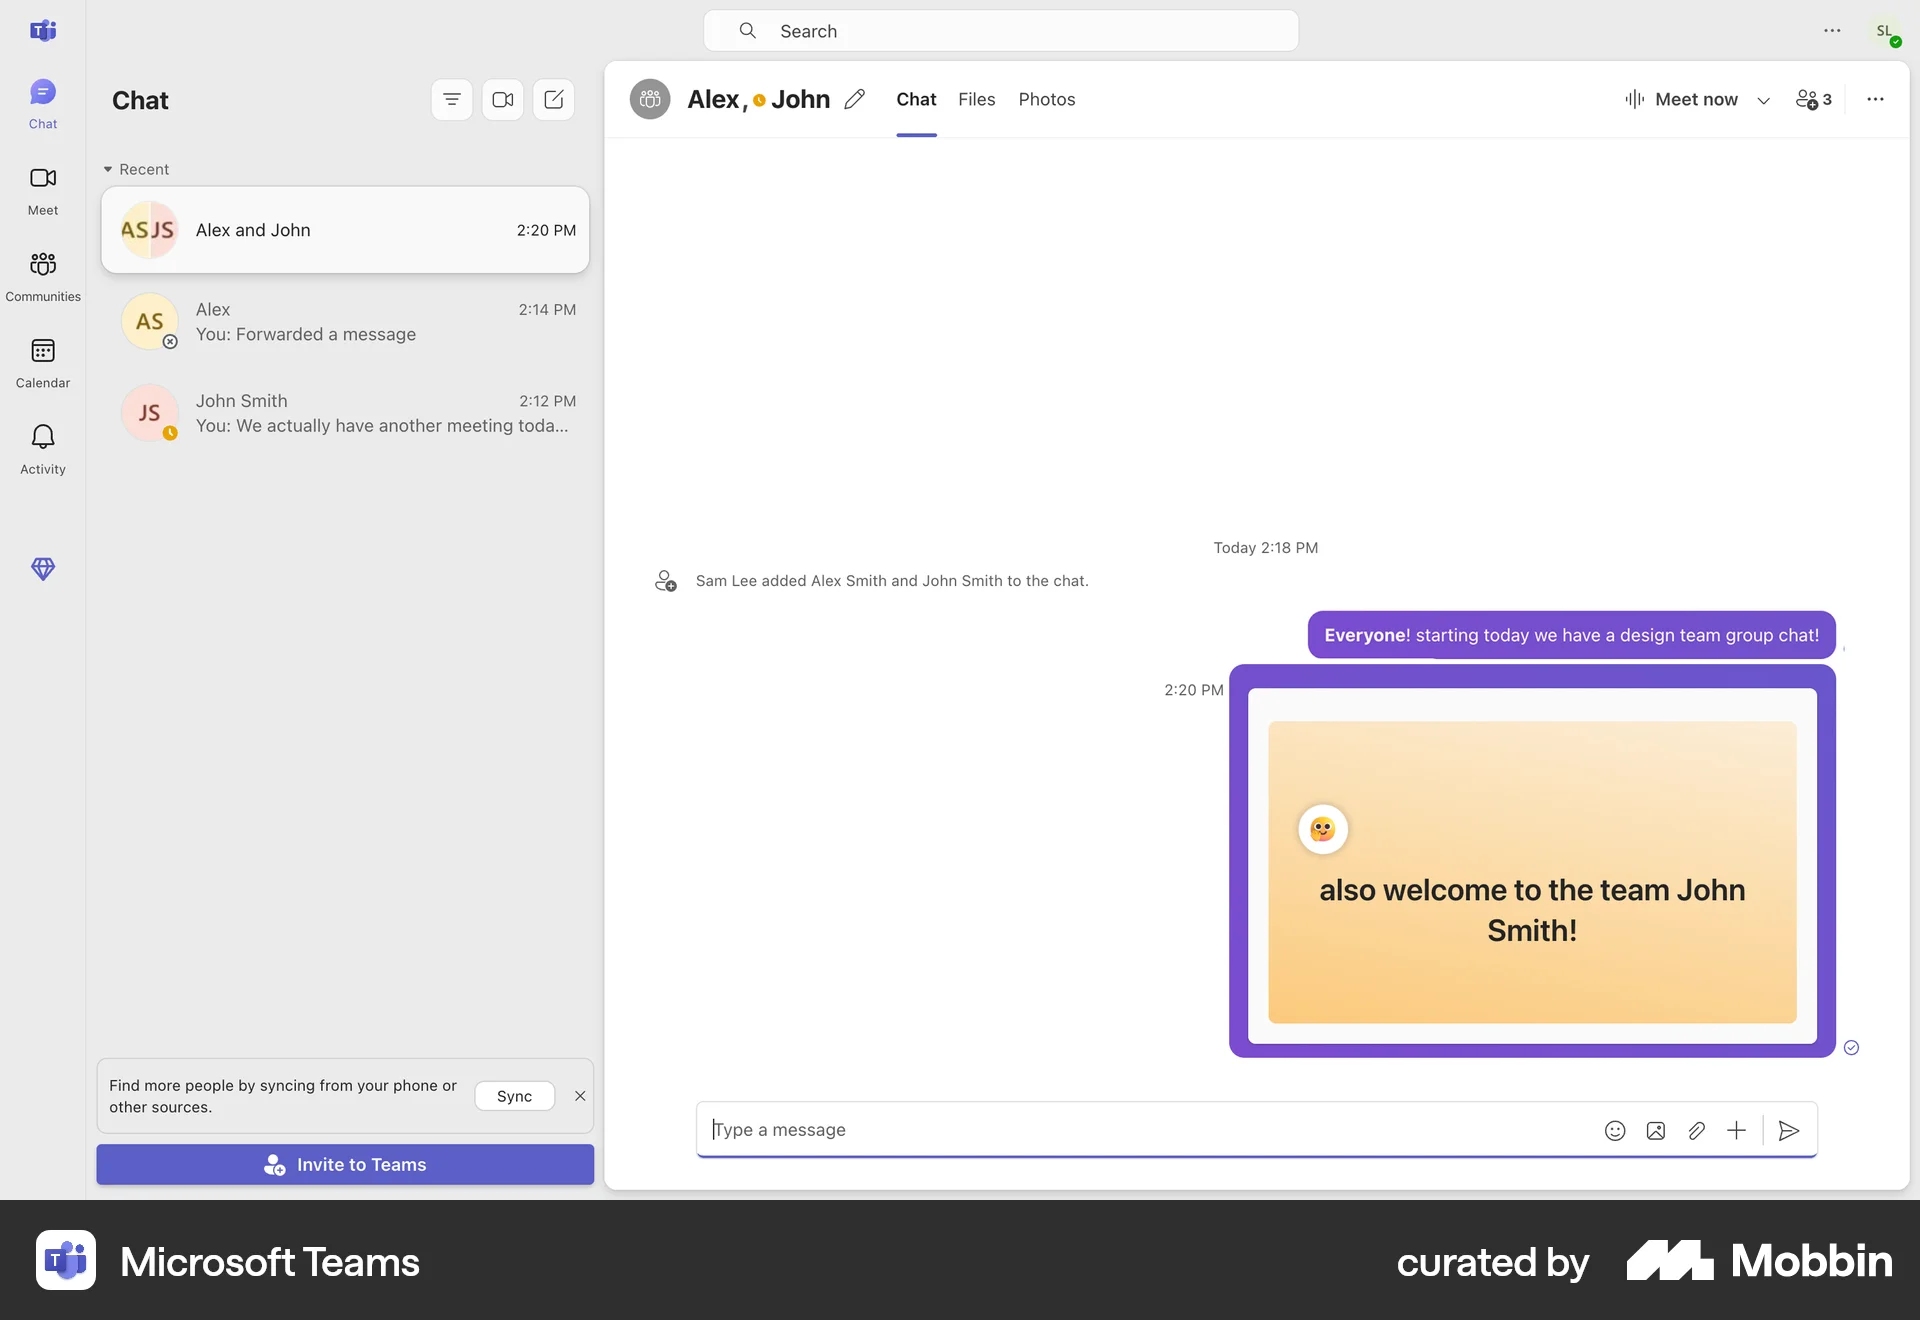 Search
SL
Chat
Meet
Communities
Calendar
Activity
Chat
Recent
ASJS
Alex and John
2:20 PM
AS
Alex
2:14 PM
You: Forwarded a message
JS
John Smith
2:12 PM
You: We actually have another meeting toda...
Find more people by syncing from your phone or
other sources.
Sync
Invite to Teams
Alex, John
Chat
Files
Photos
Meet now
3
Today 2:18 PM
Sam Lee added Alex Smith and John Smith to the chat.
Everyone! starting today we have a design team group chat!
2:20 PM
also welcome to the team John
Smith!
Type a message
T
Microsoft Teams
curated by
Mobbin